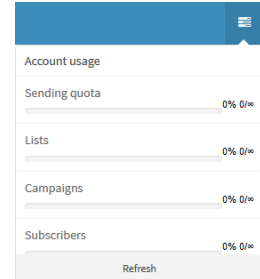 Account usage
Sending quota
0% 0/∞
Lists
0% 0/∞
Campaigns
0% 0/∞
Subscribers
0% 0/∞
Refresh